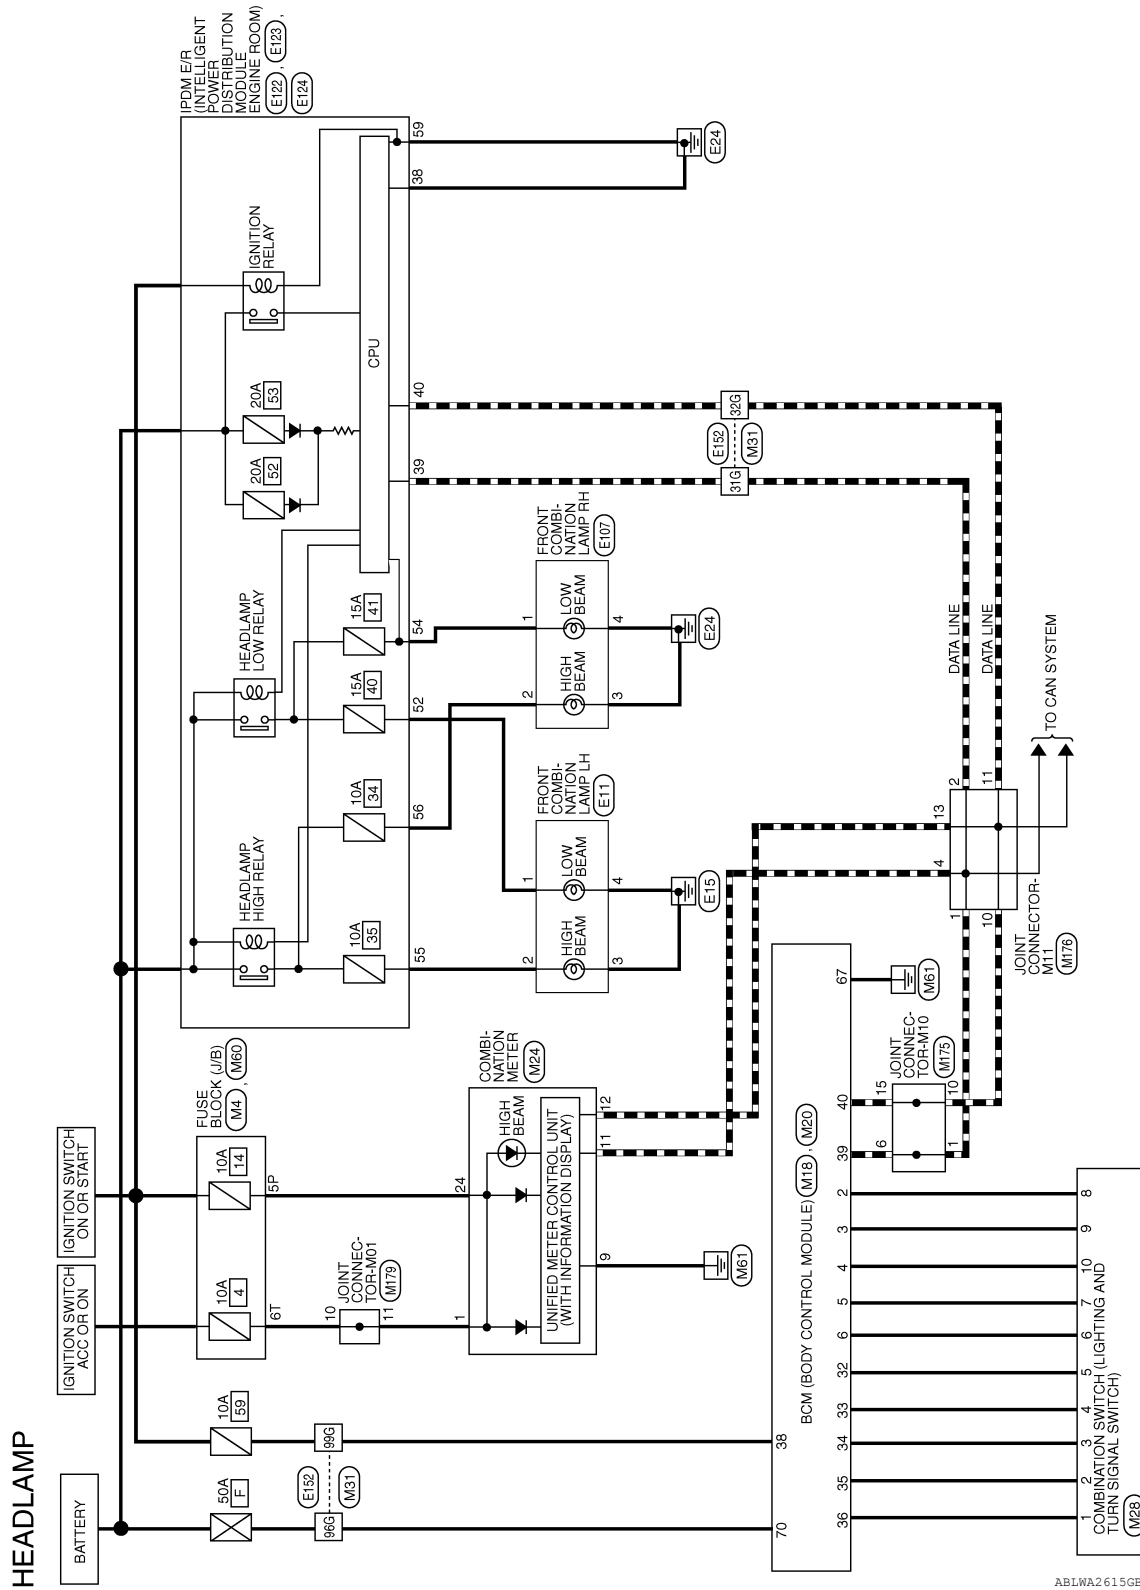 HEADLAMP
BATTERY
IGNITION SWITCH
ACC OR ON
IGNITION SWITCH
ON OR START
50A
F
10A
59
96G
E152
M31
99G
10A
4
10A
14
FUSE
BLOCK (J/B)
M4, M60
6T
5P
10
JOINT
CONNEC-
TOR-M01
M179
11
1
24
COMBI-
NATION
METER
M24
HIGH
BEAM
UNIFIED METER CONTROL UNIT
(WITH INFORMATION DISPLAY)
9
11
12
M61
IPDM E/R
(INTELLIGENT
POWER
DISTRIBUTION
MODULE
ENGINE ROOM)
E122, E123,
E124
HEADLAMP
HIGH RELAY
HEADLAMP
LOW RELAY
20A
52
20A
53
IGNITION
RELAY
10A
35
10A
34
15A
40
15A
41
CPU
55
56
52
54
39
40
38
59
E24
FRONT
COMBI-
NATION
LAMP LH
E11
2
1
HIGH
BEAM
LOW
BEAM
3
4
E15
FRONT
COMBI-
NATION
LAMP RH
E107
2
1
HIGH
BEAM
LOW
BEAM
3
4
E24
31G
E152
M31
32G
DATA LINE
DATA LINE
TO CAN SYSTEM
4
13
2
11
1
10
JOINT
CONNECTOR-
M11
M176
70
38
BCM (BODY CONTROL MODULE) M18, M20
36
35
34
33
32
6
5
4
3
2
39
40
67
M61
6
15
JOINT
CONNEC-
TOR-M10
M175
1
10
1
2
3
4
5
6
7
10
9
8
COMBINATION SWITCH (LIGHTING AND
TURN SIGNAL SWITCH)
M28
ABLWA2615GB